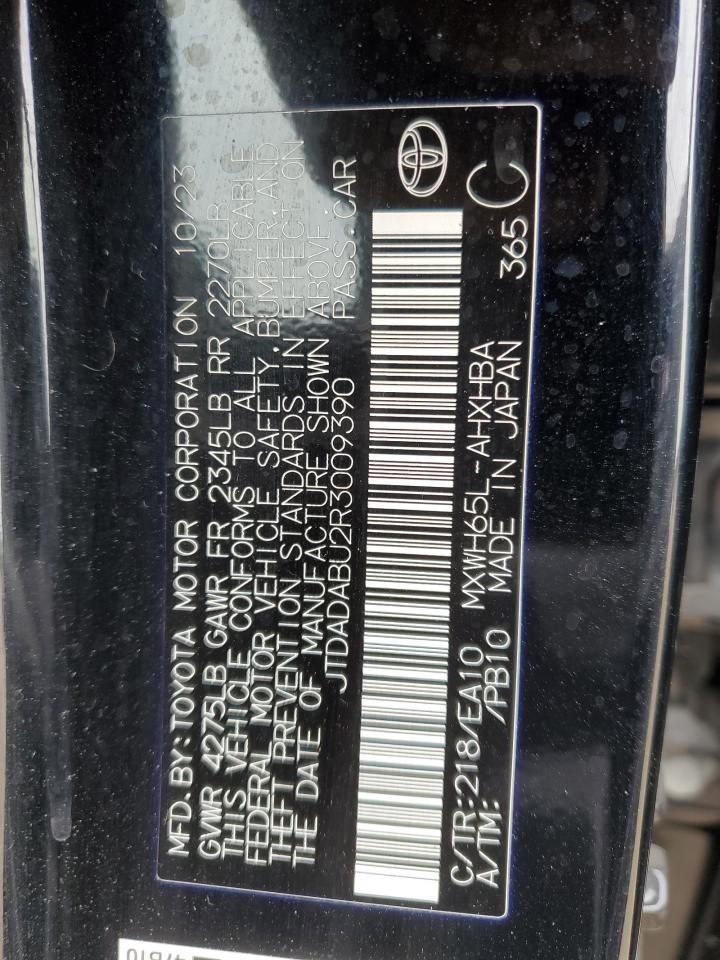 MFD. BY: TOYOTA MOTOR CORPORATION 10/23
GVWR 4275LB GAWR FR 2345LB RR 2270LB
THIS VEHICLE CONFORMS TO ALL APPLICABLE
FEDERAL MOTOR VEHICLE SAFETY, BUMPER, AND
THEFT PREVENTION STANDARDS IN EFFECT ON
THE DATE OF MANUFACTURE SHOWN ABOVE.
JTDADABU2R3009390 PASS. CAR
C/TR:218/EA10 MXWH65L-AHXHBA 365 C
A/TM: /PB10 MADE IN JAPAN